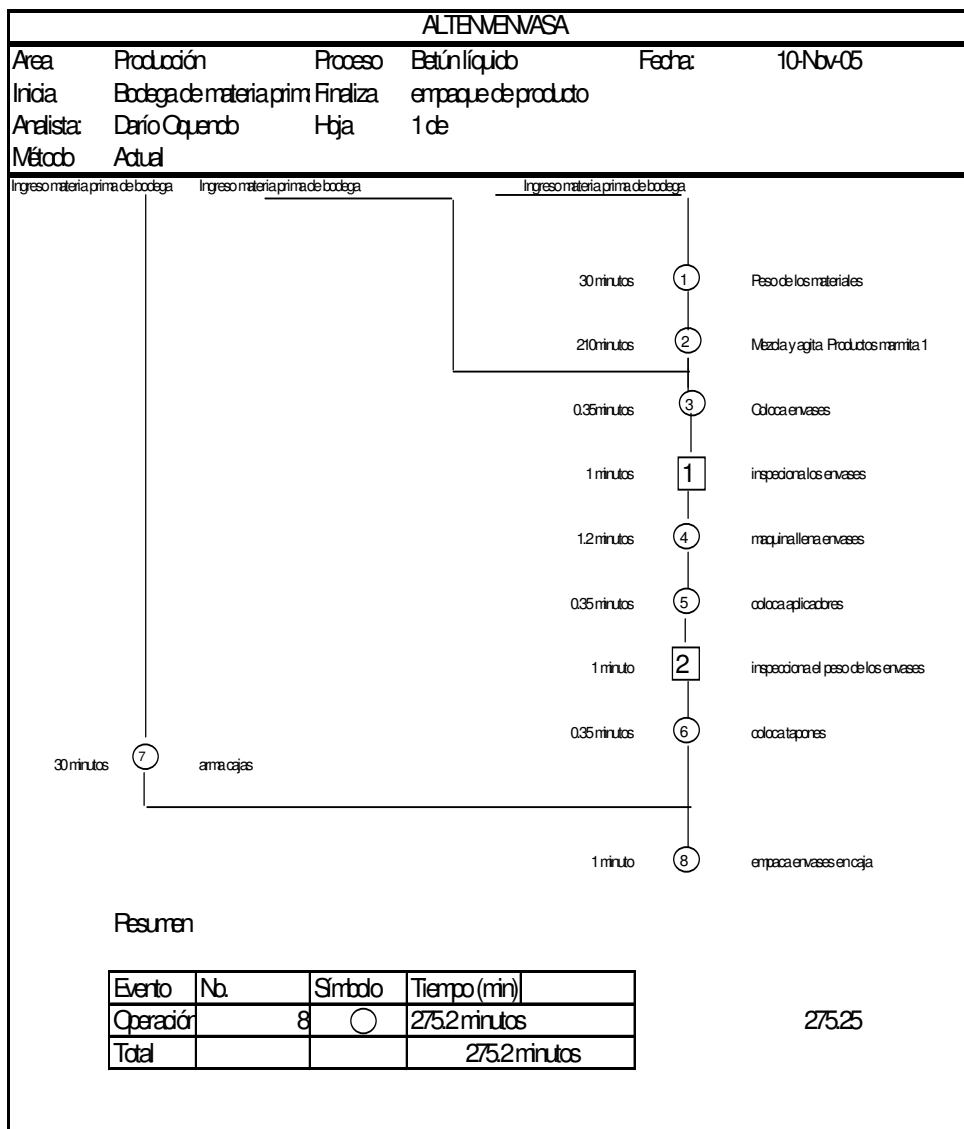 ALTENVENVASA
Area Producción Proceso Betún líquido Fecha: 10-Nov-05
Inicia Bodega de materia prim Finaliza empaque de producto
Analista: Darío Oquendo Hoja 1 de
Método Actual
Ingreso materia prima de bodega Ingreso materia prima de bodega Ingreso materia prima de bodega
30 minutos 1 Peso de los materiales
210minutos 2 Mezcla y agita Productos marmita 1
0.35minutos 3 Coloca envases
1 minutos 1 inspeciona los envases
1.2 minutos 4 maquina llena envases
0.35 minutos 5 coloca aplicadores
1 minuto 2 inspecciona el peso de los envases
0.35 minutos 6 coloca tapones
30 minutos 7 arma cajas
1 minuto 8 empaca envases en caja
Resumen
Evento No. Símbolo Tiempo (min)
Operación 8 275.2 minutos 275.25
Total 275.2 minutos